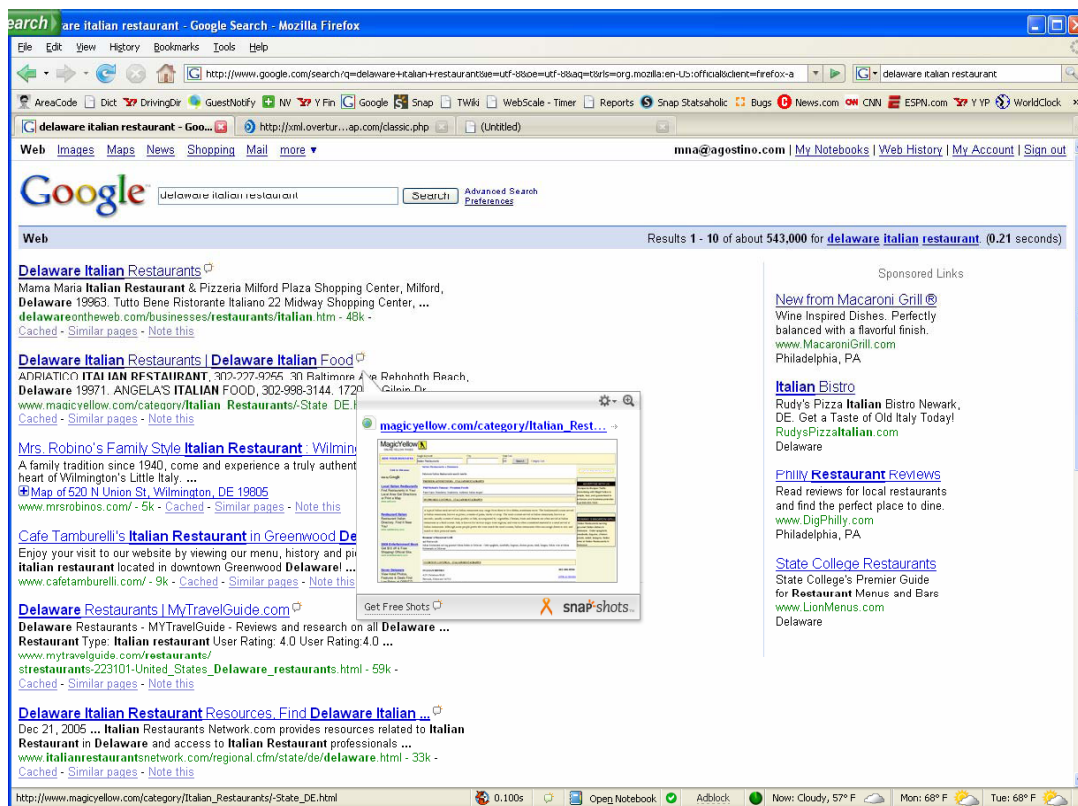 earch are italian restaurant - Google Search - Mozilla Firefox
File Edit View History Bookmarks Tools Help
http://www.google.com/search?q=delaware+italian+restaurant&ie=utf-8&oe=utf-8&aq=t&rls=org.mozilla:en-US:official&client=firefox-a delaware italian restaurant
AreaCode Dict DrivingDir GuestNotify NV Y Fin Google Snap TWiki WebScale - Timer Reports Snap Statsaholic Bugs News.com CNN ESPN.com Y YP WorldClock »
delaware italian restaurant - Goo... http://xml.overtur...ap.com/classic.php (Untitled)
Web Images Maps News Shopping Mail more ▼ mna@agostino.com | My Notebooks | Web History | My Account | Sign out
Google delaware italian restaurant Search Advanced Search
Preferences
Web Results 1 - 10 of about 543,000 for delaware italian restaurant. (0.21 seconds)
Delaware Italian Restaurants
Mama Maria Italian Restaurant & Pizzeria Milford Plaza Shopping Center, Milford,
Delaware 19963. Tutto Bene Ristorante Italiano 22 Midway Shopping Center, ...
delawareontheweb.com/businesses/restaurants/italian.htm - 48k -
Cached - Similar pages - Note this
Delaware Italian Restaurants | Delaware Italian Food
ADRIATICO ITALIAN RESTAURANT, 302-227-9255. 30 Baltimore Ave Rehoboth Beach,
Delaware 19971. ANGELA'S ITALIAN FOOD, 302-998-3144. 1720 Gilpin Dr
www.magicyellow.com/category/Italian_Restaurants/-State_DE.h
Cached - Similar pages - Note this
Mrs. Robino's Family Style Italian Restaurant : Wilmin
A family tradition since 1940, come and experience a truly authent
heart of Wilmington's Little Italy. ...
Map of 520 N Union St, Wilmington, DE 19805
www.mrsrobinos.com/ - 5k - Cached - Similar pages - Note this
Cafe Tamburelli's Italian Restaurant in Greenwood De
Enjoy your visit to our website by viewing our menu, history and pi
italian restaurant located in downtown Greenwood Delaware! ...
www.cafetamburelli.com/ - 9k - Cached - Similar pages - Note this
Delaware Restaurants | MyTravelGuide.com
Delaware Restaurants - MYTravelGuide - Reviews and research on all Delaware ...
Restaurant Type: Italian restaurant User Rating: 4.0 User Rating:4.0 ...
www.mytravelguide.com/restaurants/
strestaurants-223101-United_States_Delaware_restaurants.html - 59k -
Cached - Similar pages - Note this
Delaware Italian Restaurant Resources, Find Delaware Italian ...
Dec 21, 2005 ... Italian Restaurants Network.com provides resources related to Italian
Restaurant in Delaware and access to Italian Restaurant professionals ...
www.italianrestaurantsnetwork.com/regional.cfm/state/de/delaware.html - 33k -
Cached - Similar pages - Note this
magicyellow.com/category/Italian_Rest...
MagicYellow
Get Free Shots snap shots
Sponsored Links
New from Macaroni Grill ®
Wine Inspired Dishes. Perfectly
balanced with a flavorful finish.
www.MacaroniGrill.com
Philadelphia, PA
Italian Bistro
Rudy's Pizza Italian Bistro Newark,
DE. Get a Taste of Old Italy Today!
RudysPizzaItalian.com
Delaware
Philly Restaurant Reviews
Read reviews for local restaurants
and find the perfect place to dine.
www.DigPhilly.com
Philadelphia, PA
State College Restaurants
State College's Premier Guide
for Restaurant Menus and Bars
www.LionMenus.com
Delaware
http://www.magicyellow.com/category/Italian_Restaurants/-State_DE.html 0.100s Open Notebook Adblock Now: Cloudy, 57° F Mon: 68° F Tue: 68° F